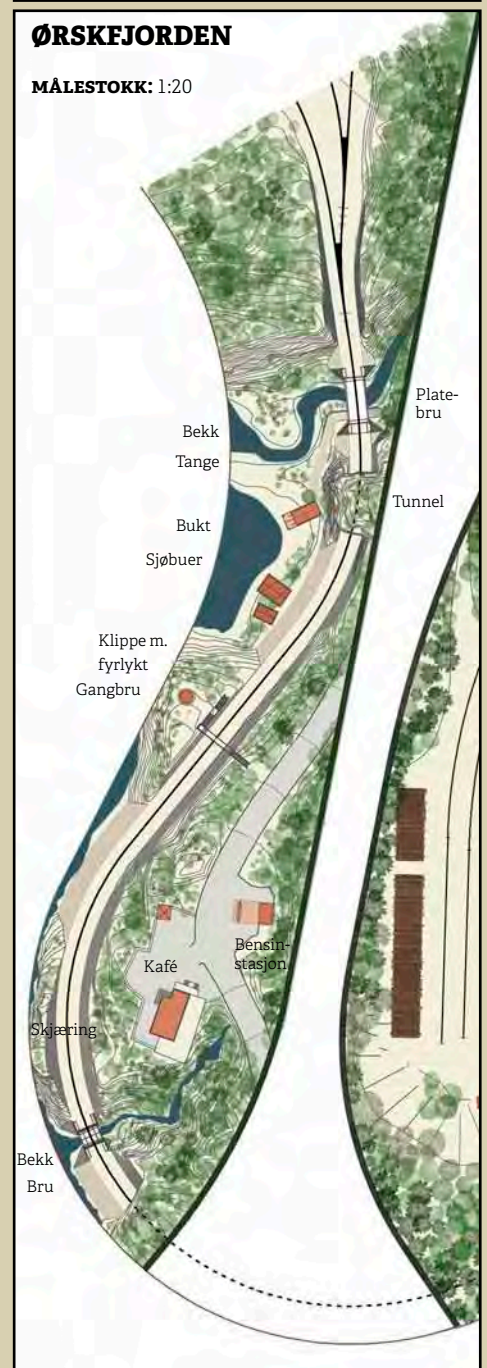 ØRSKFJORDEN
MÅLESTOKK: 1:20
Plate-
bru
Bekk
Tange
Tunnel
Bukt
Sjøbuer
Klippe m.
fyrlykt
Gangbru
Bensin-
stasjon
Kafé
Skjæring
Bekk
Bru